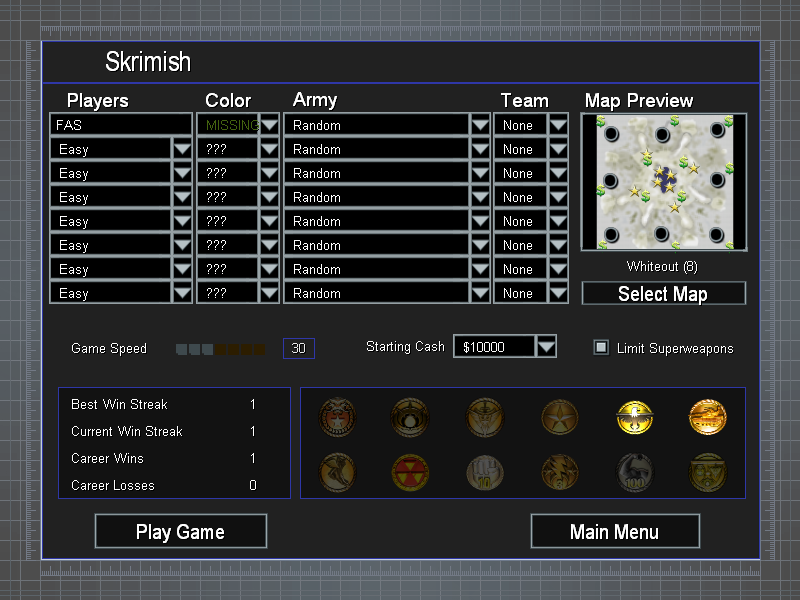 Skrimish
Players Color Army Team Map Preview
FAS MISSING Random None
Easy ??? Random None
Easy ??? Random None
Easy ??? Random None
Easy ??? Random None
Easy ??? Random None
Easy ??? Random None
Easy ??? Random None
Whiteout (8)
Select Map
Game Speed 30 Starting Cash $10000 Limit Superweapons
Best Win Streak 1
Current Win Streak 1
Career Wins 1
Career Losses 0
10
3
100
Play Game Main Menu